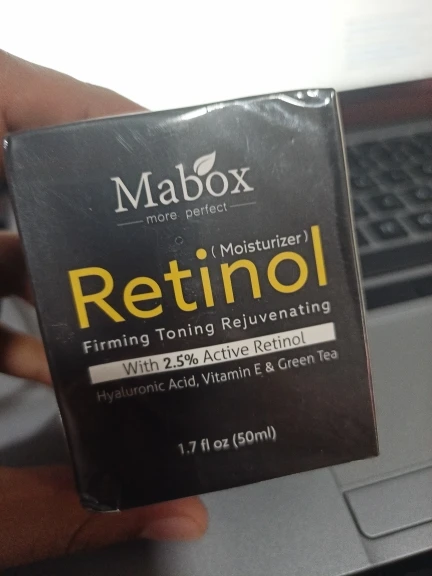 Mabox
more perfect
(Moisturizer)
Retinol
Firming Toning Rejuvenating
With 2.5% Active Retinol
Hyaluronic Acid, Vitamin E & Green Tea
1.7 fl oz (50ml)